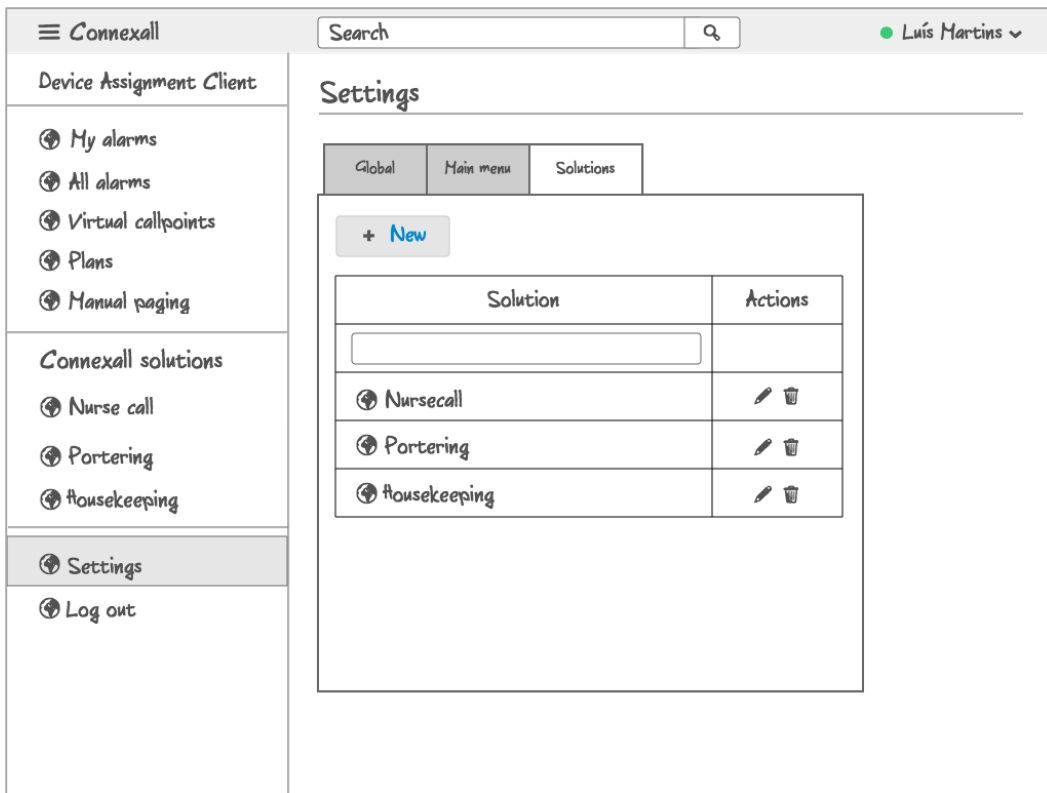 Connexall
Search
Luís Martins
Device Assignment Client
My alarms
All alarms
Virtual callpoints
Plans
Manual paging
Connexall solutions
Nurse call
Portering
Housekeeping
Settings
Log out
Settings
Global
Main menu
Solutions
+ New
Solution
Actions
Nursecall
Portering
Housekeeping